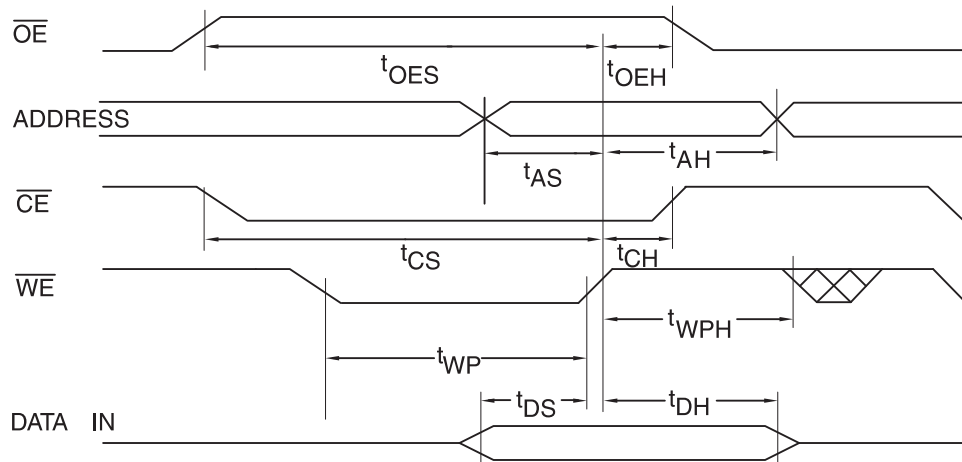 OE
tOES
tOEH
ADDRESS
tAS
tAH
CE
tCS
tCH
WE
tWPH
tWP
tDS
tDH
DATA IN